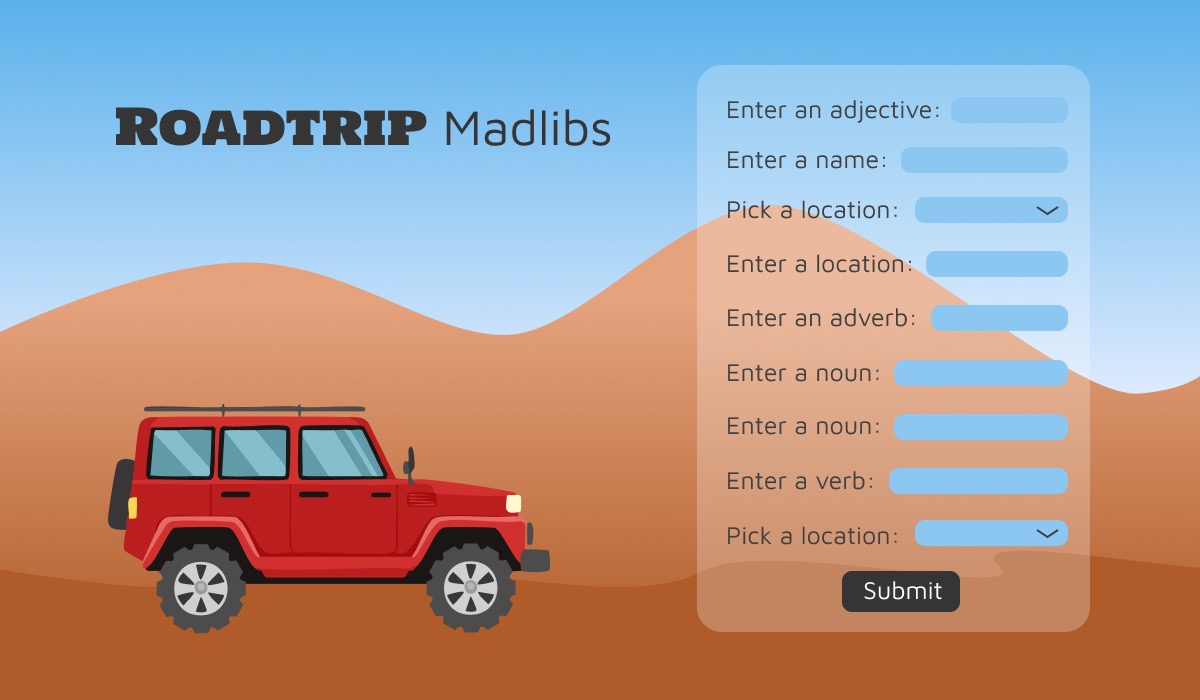 ROADTRIP Madlibs
Enter an adjective:
Enter a name:
Pick a location:
Enter a location:
Enter an adverb:
Enter a noun:
Enter a noun:
Enter a verb:
Pick a location:
Submit